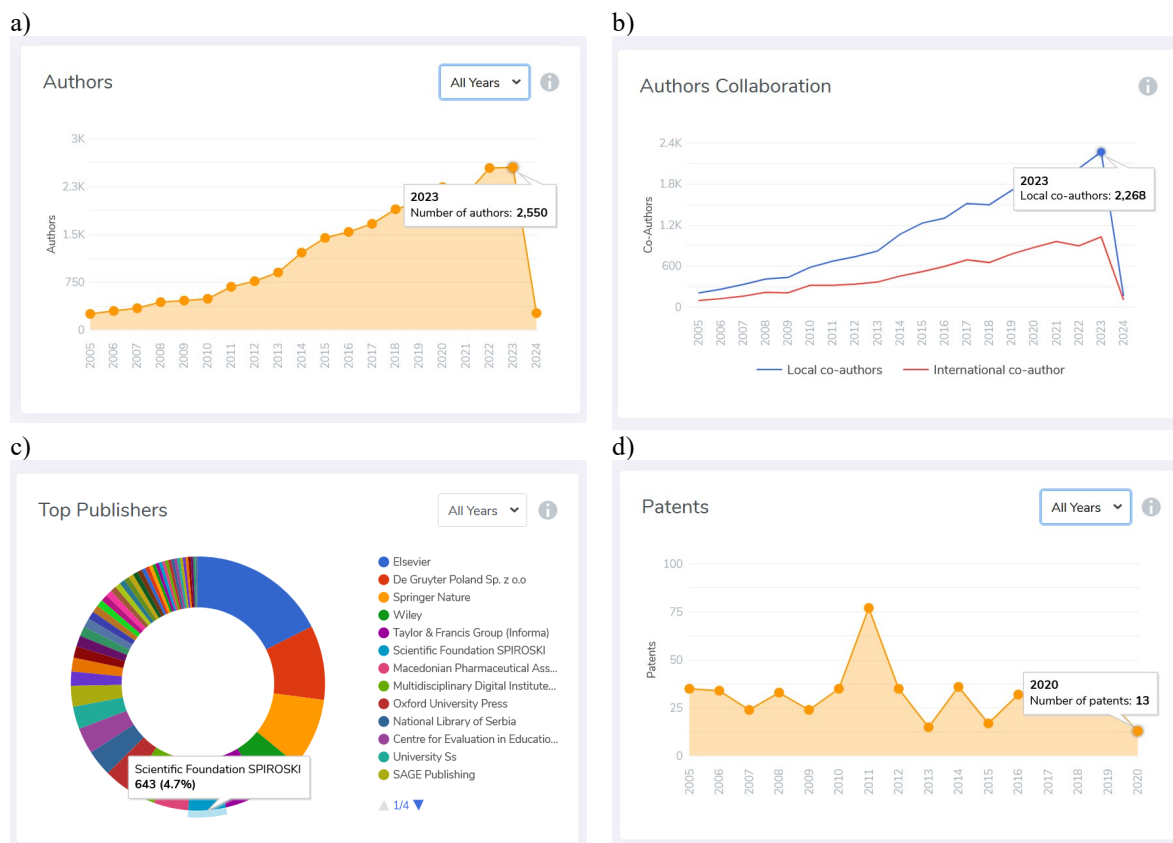 a)
Authors
All Years
3K
2.3K
1.5K
750
0
Authors
2023
Number of authors: 2,550
2005 2006 2007 2008 2009 2010 2011 2012 2013 2014 2015 2016 2017 2018 2019 2020 2021 2022 2023 2024
b)
Authors Collaboration
2.4K
1.8K
1.2K
600
0
Co-Authors
2023
Local co-authors: 2,268
2005 2006 2007 2008 2009 2010 2011 2012 2013 2014 2015 2016 2017 2018 2019 2020 2021 2022 2023 2024
Local co-authors International co-author
c)
Top Publishers
All Years
Elsevier
De Gruyter Poland Sp. z o.o
Springer Nature
Wiley
Taylor & Francis Group (Informa)
Scientific Foundation SPIROSKI
Macedonian Pharmaceutical Ass...
Multidisciplinary Digital Institute...
Oxford University Press
National Library of Serbia
Centre for Evaluation in Educatio...
University Ss
SAGE Publishing
1/4
Scientific Foundation SPIROSKI
643 (4.7%)
d)
Patents
All Years
100
75
50
25
0
Patents
2020
Number of patents: 13
2005 2006 2007 2008 2009 2010 2011 2012 2013 2014 2015 2016 2017 2018 2019 2020